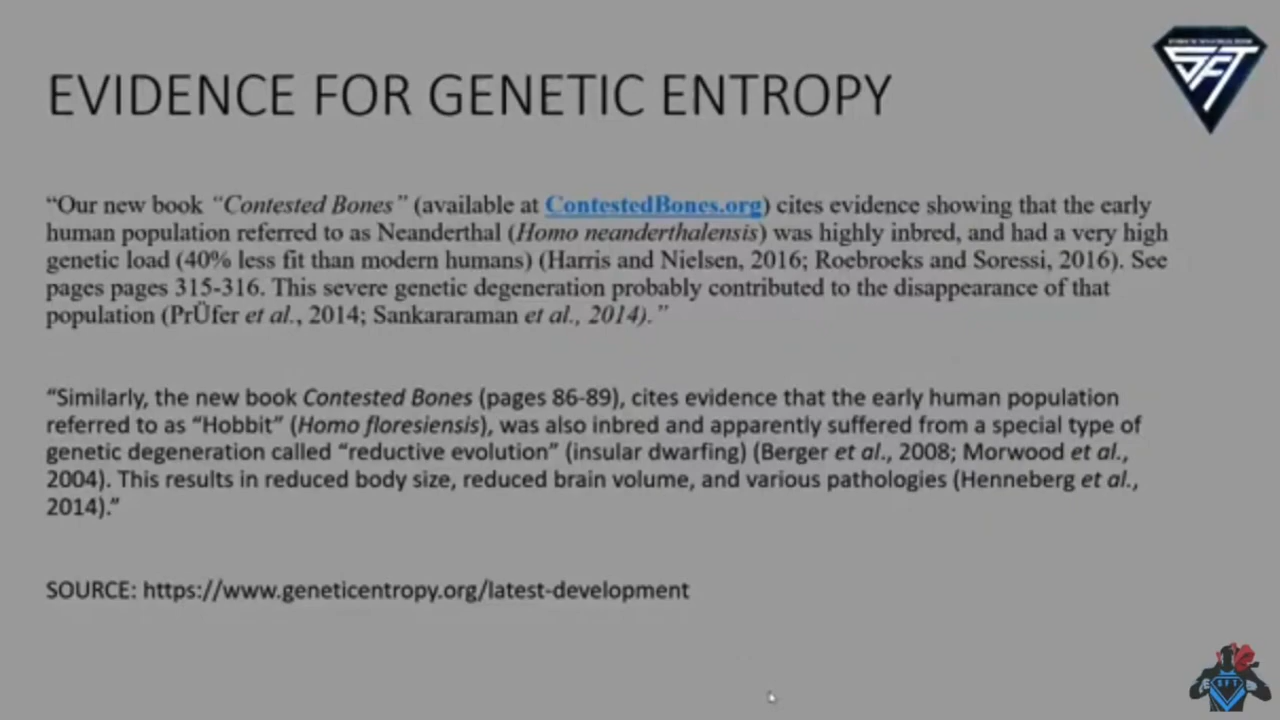 EVIDENCE FOR GENETIC ENTROPY
SFT
“Our new book “Contested Bones” (available at ContestedBones.org) cites evidence showing that the early
human population referred to as Neanderthal (Homo neanderthalensis) was highly inbred, and had a very high
genetic load (40% less fit than modern humans) (Harris and Nielsen, 2016; Roebroeks and Soressi, 2016). See
pages pages 315-316. This severe genetic degeneration probably contributed to the disappearance of that
population (PrÜfer et al., 2014; Sankararaman et al., 2014).”
“Similarly, the new book Contested Bones (pages 86-89), cites evidence that the early human population
referred to as “Hobbit” (Homo floresiensis), was also inbred and apparently suffered from a special type of
genetic degeneration called “reductive evolution” (insular dwarfing) (Berger et al., 2008; Morwood et al.,
2004). This results in reduced body size, reduced brain volume, and various pathologies (Henneberg et al.,
2014).”
SOURCE: https://www.geneticentropy.org/latest-development
SFT